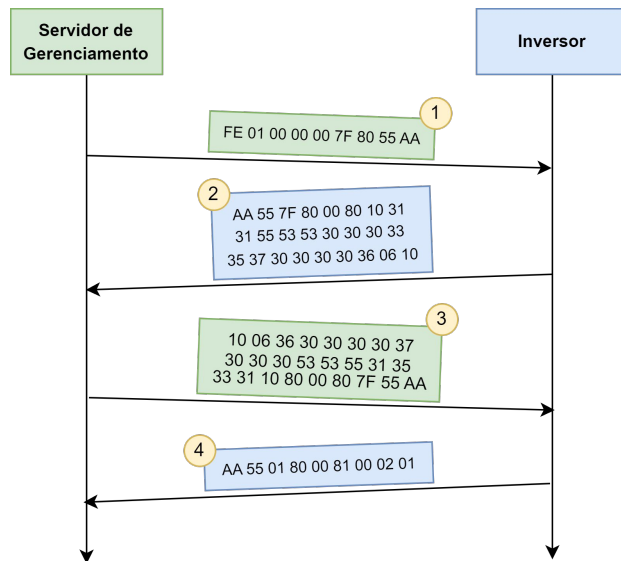 Servidor de
Gerenciamento
Inversor
1
FE 01 00 00 00 7F 80 55 AA
2
AA 55 7F 80 00 80 10 31
31 55 53 53 30 30 30 33
35 37 30 30 30 30 36 06 10
3
10 06 36 30 30 30 30 37
30 30 30 53 53 55 31 35
33 31 10 80 00 80 7F 55 AA
4
AA 55 01 80 00 81 00 02 01